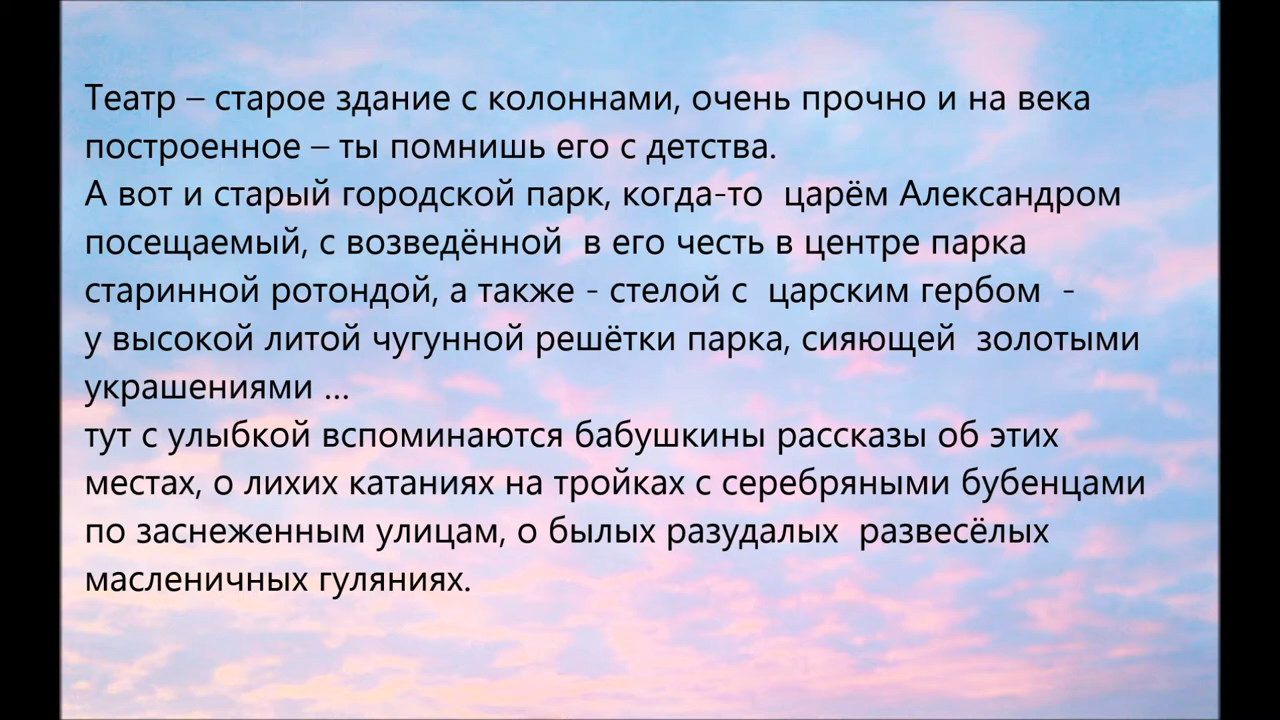 Театр – старое здание с колоннами, очень прочно и на века
построенное – ты помнишь его с детства.
А вот и старый городской парк, когда-то  царём Александром
посещаемый, с возведённой  в его честь в центре парка
старинной ротондой, а также - стелой с  царским гербом  -
у высокой литой чугунной решётки парка, сияющей  золотыми
украшениями ...
тут с улыбкой вспоминаются бабушкины рассказы об этих
местах, о лихих катаниях на тройках с серебряными бубенцами
по заснеженным улицам, о былых разудалых  развесёлых
масленичных гуляниях.